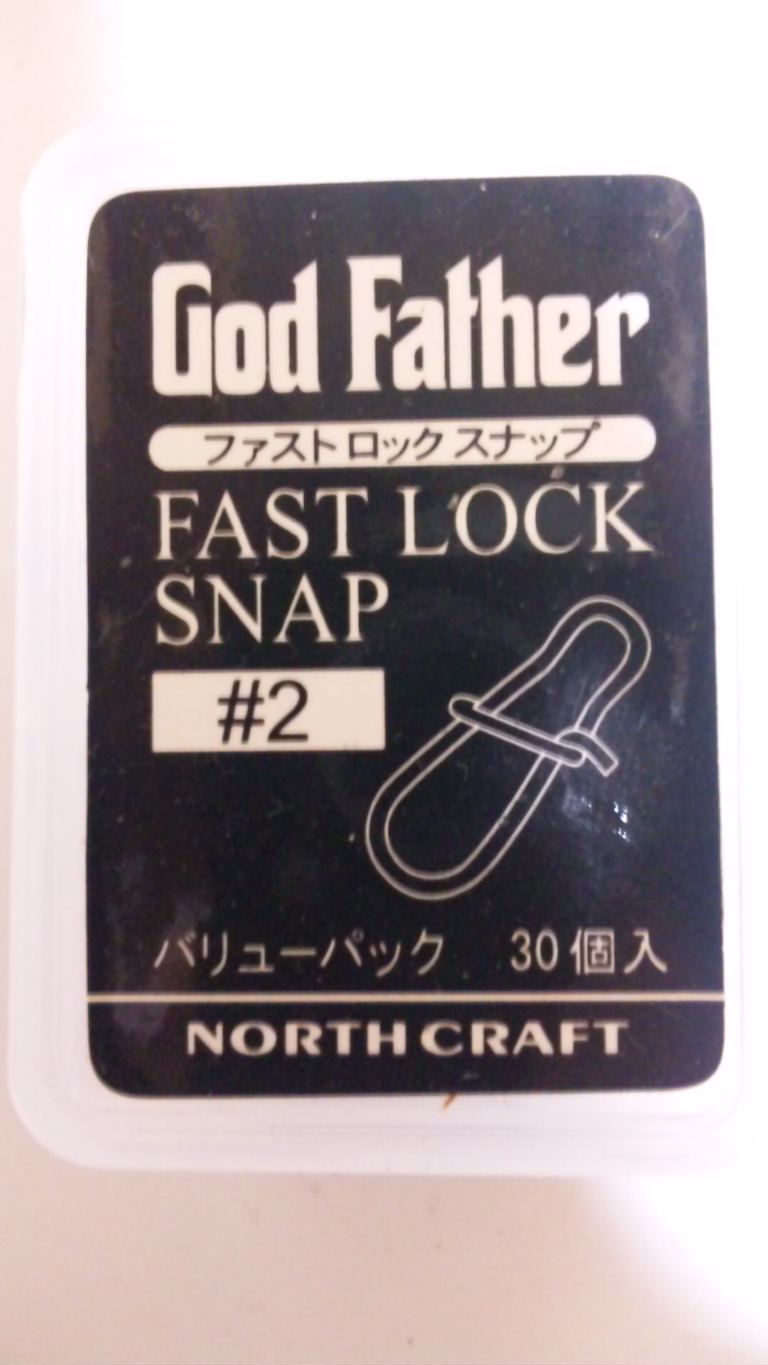 God Father
ファスト ロック スナップ
FAST LOCK
SNAP
#2
バリューパック 30個入
NORTH CRAFT